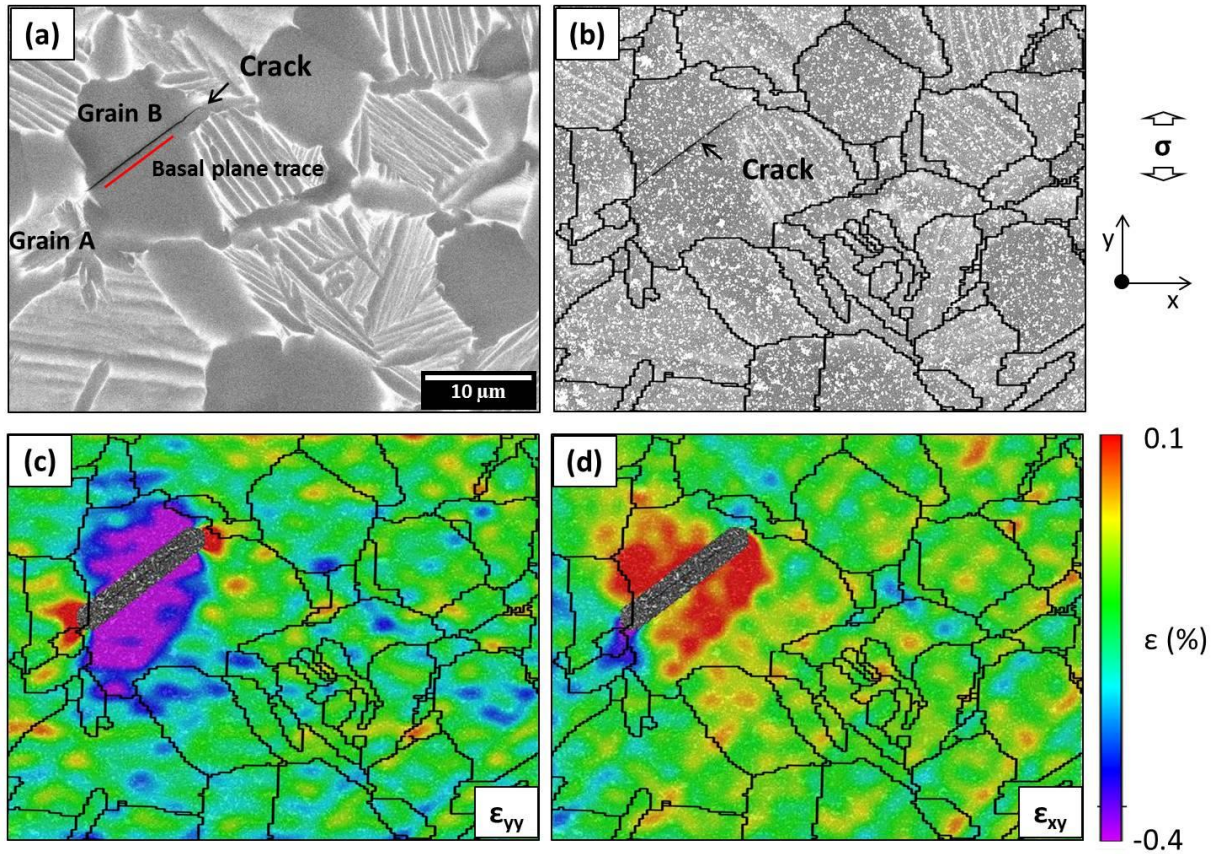 (a)
Crack
Grain B
Basal plane trace
Grain A
10 μm
(b)
Crack
σ
y
x
(c)
εyy
(d)
εxy
0.1
ε (%)
-0.4